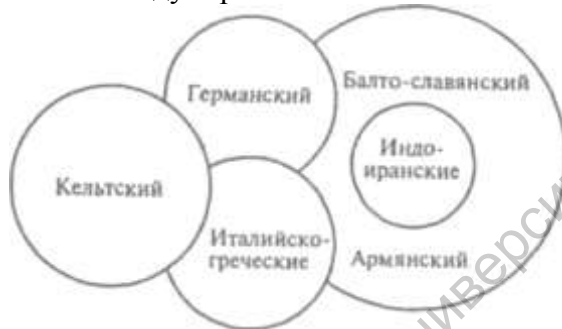 Германский
Балто-славянский
Кельтский
Индо-
иранские
Италийско-
греческие
Армянский